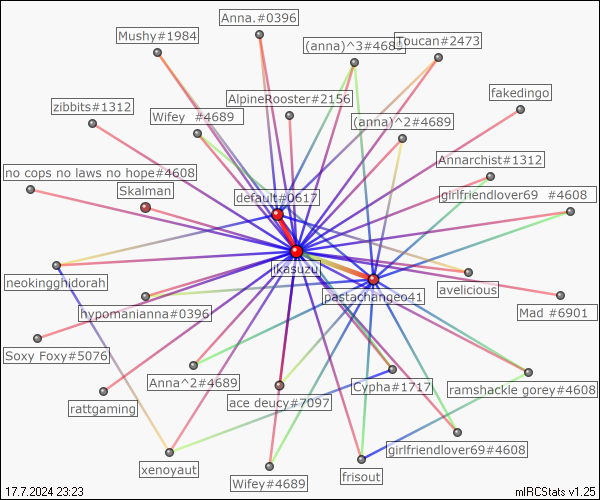 Anna.#0396
Mushy#1984
(anna)^3#4689
Toucan#2473
fakedingo
zibbits#1312
Wifey #4689
AlpineRooster#2156
(anna)^2#4689
Annarchist#1312
no cops no laws no hope#4608
Skalman
default#0617
girlfriendlover69 #4608
ikasuzu
neokingghidorah
hypomanianna#0396
pastachangeo41
avelicious
Mad #6901
Soxy Foxy#5076
Anna^2#4689
Cypha#1717
ramshackle gorey#4608
rattgaming
ace deucy#7097
girlfriendlover69#4608
xenoyaut
Wifey#4689
frisout
17.7.2024 23:23
mIRCStats v1.25